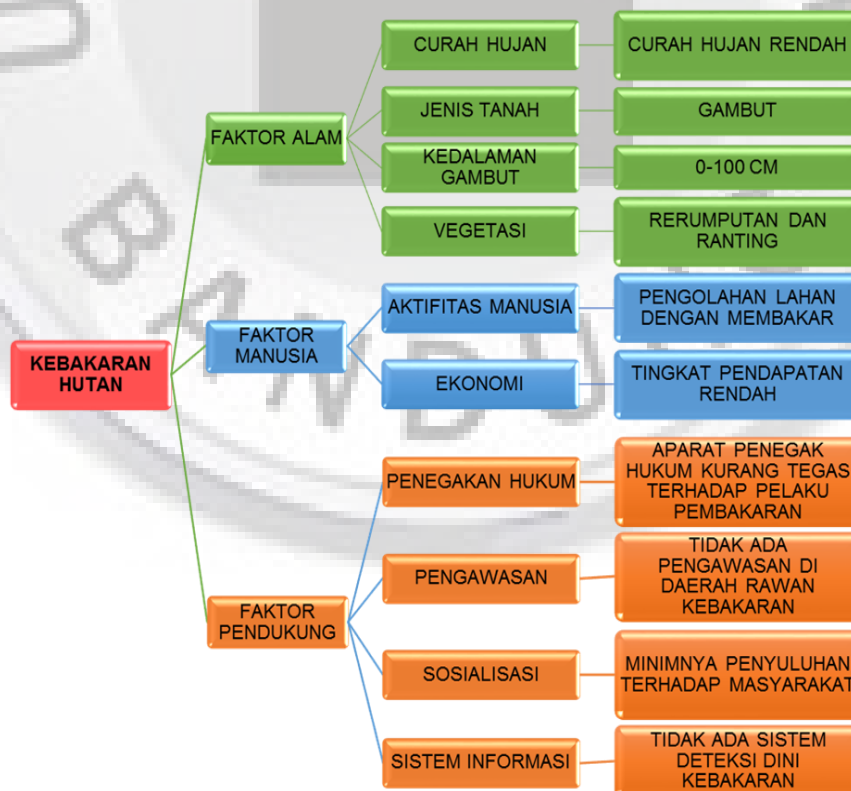 KEBAKARAN
HUTAN
FAKTOR ALAM
CURAH HUJAN
CURAH HUJAN RENDAH
JENIS TANAH
GAMBUT
KEDALAMAN
GAMBUT
0-100 CM
VEGETASI
RERUMPUTAN DAN
RANTING
FAKTOR
MANUSIA
AKTIFITAS MANUSIA
PENGOLAHAN LAHAN
DENGAN MEMBAKAR
EKONOMI
TINGKAT PENDAPATAN
RENDAH
FAKTOR
PENDUKUNG
PENEGAKAN HUKUM
APARAT PENEGAK
HUKUM KURANG TEGAS
TERHADAP PELAKU
PEMBAKARAN
PENGAWASAN
TIDAK ADA
PENGAWASAN DI
DAERAH RAWAN
KEBAKARAN
SOSIALISASI
MINIMNYA PENYULUHAN
TERHADAP MASYARAKAT
SISTEM INFORMASI
TIDAK ADA SISTEM
DETEKSI DINI
KEBAKARAN